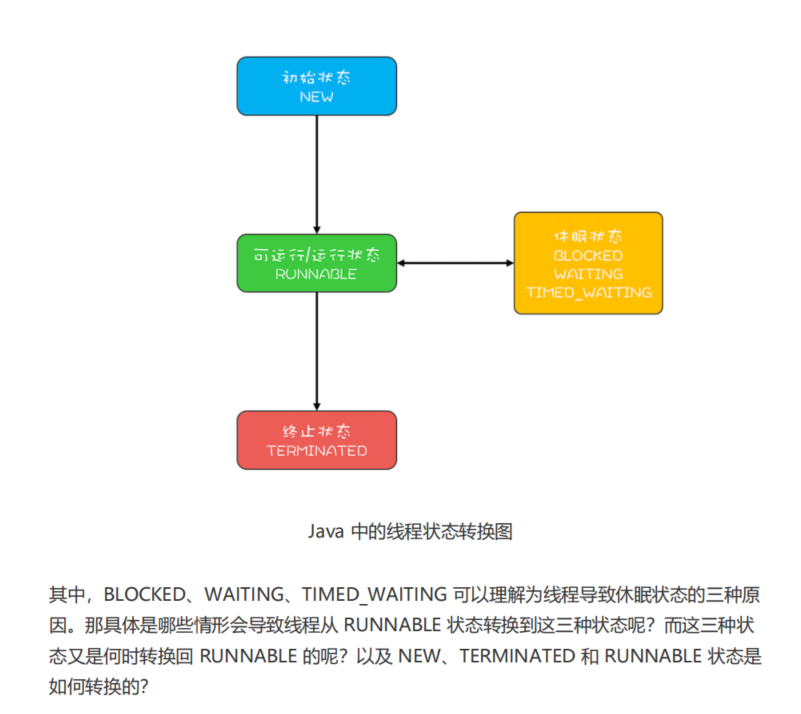 初始状态
NEW
可运行/运行状态
RUNNABLE
休眠状态
BLOCKED
WAITING
TIMED_WAITING
终止状态
TERMINATED
Java 中的线程状态转换图
其中，BLOCKED、WAITING、TIMED_WAITING 可以理解为线程导致休眠状态的三种原
因。那具体是哪些情形会导致线程从 RUNNABLE 状态转换到这三种状态呢？而这三种状
态又是何时转换回 RUNNABLE 的呢？以及 NEW、TERMINATED 和 RUNNABLE 状态是
如何转换的？